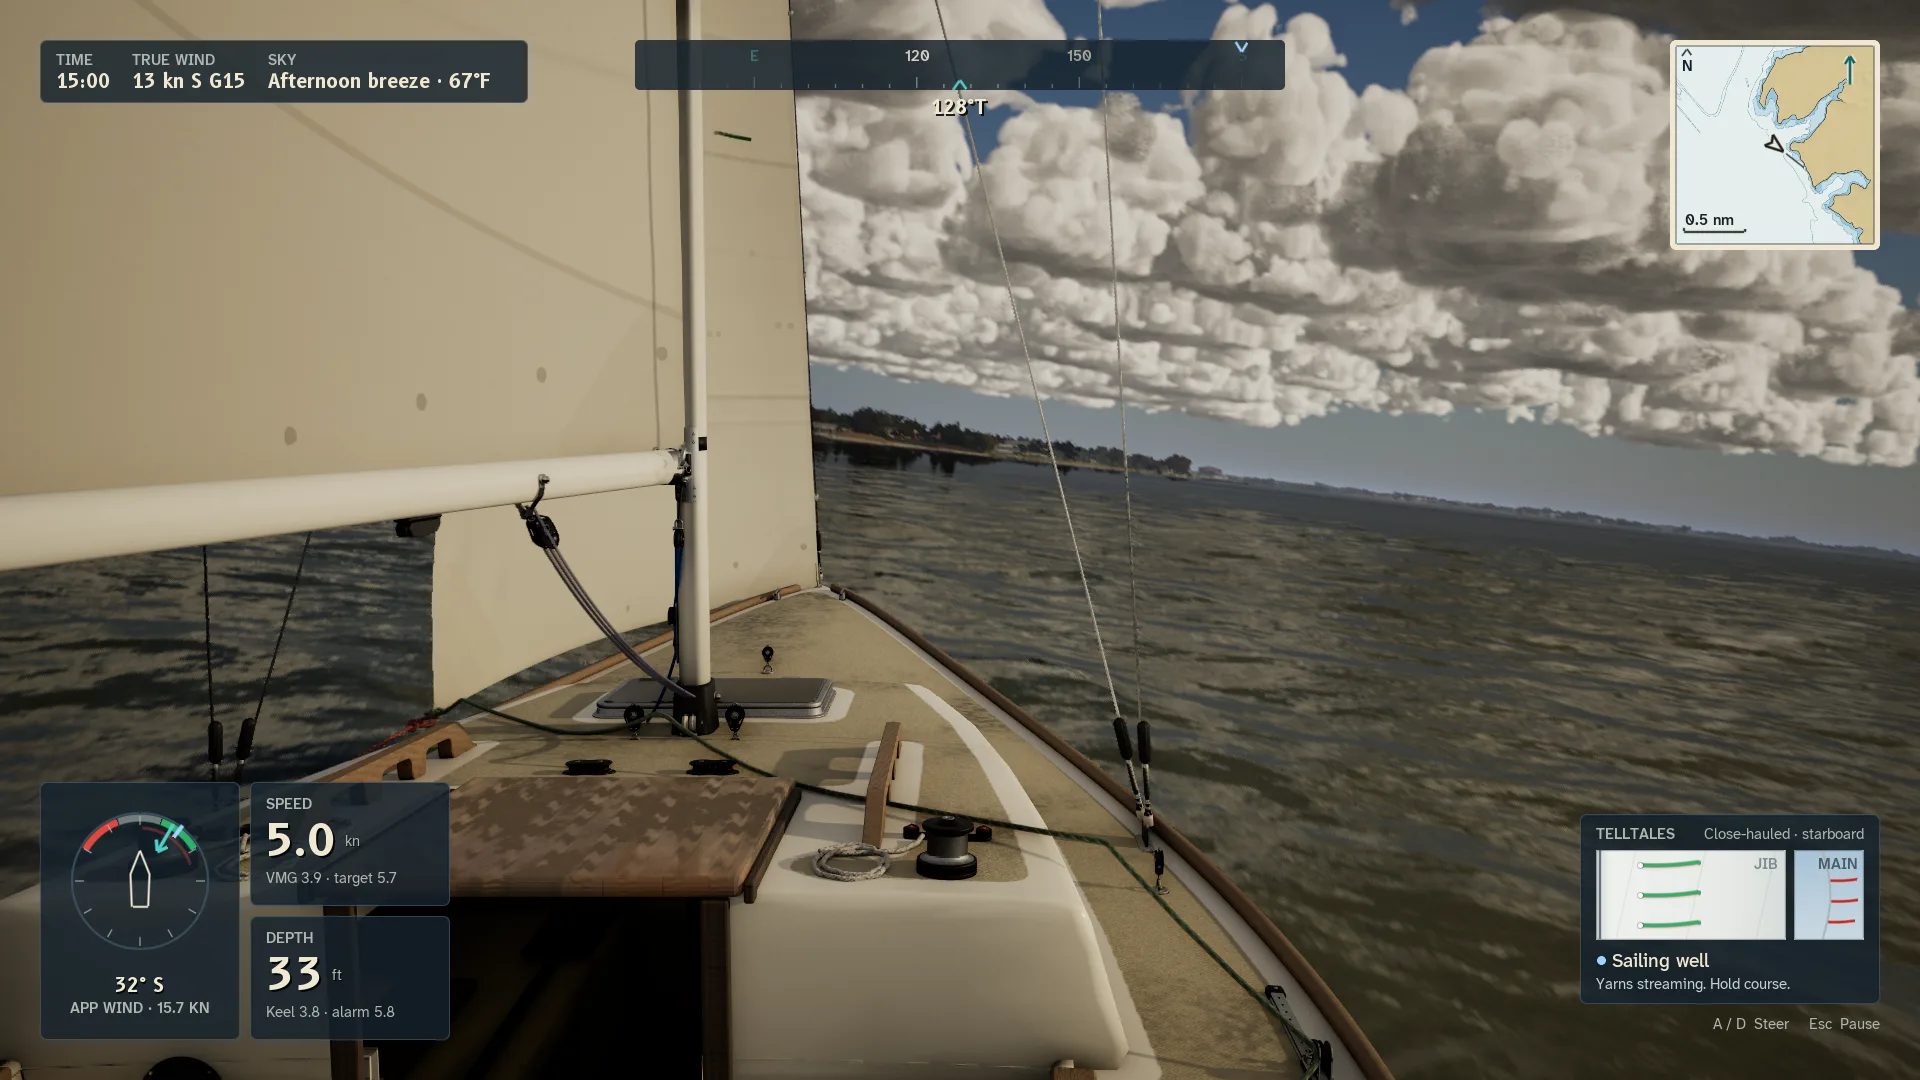 TIME TRUE WIND SKY
15:00 13 kn S G15 Afternoon breeze · 67°F
E 120 150
128°T
N
0.5 nm
SPEED
5.0 kn
VMG 3.9 · target 5.7
DEPTH
33 ft
Keel 3.8 · alarm 5.8
32° S
APP WIND · 15.7 KN
TELLTALES Close-hauled · starboard
JIB MAIN
Sailing well
Yarns streaming. Hold course.
A / D Steer Esc Pause